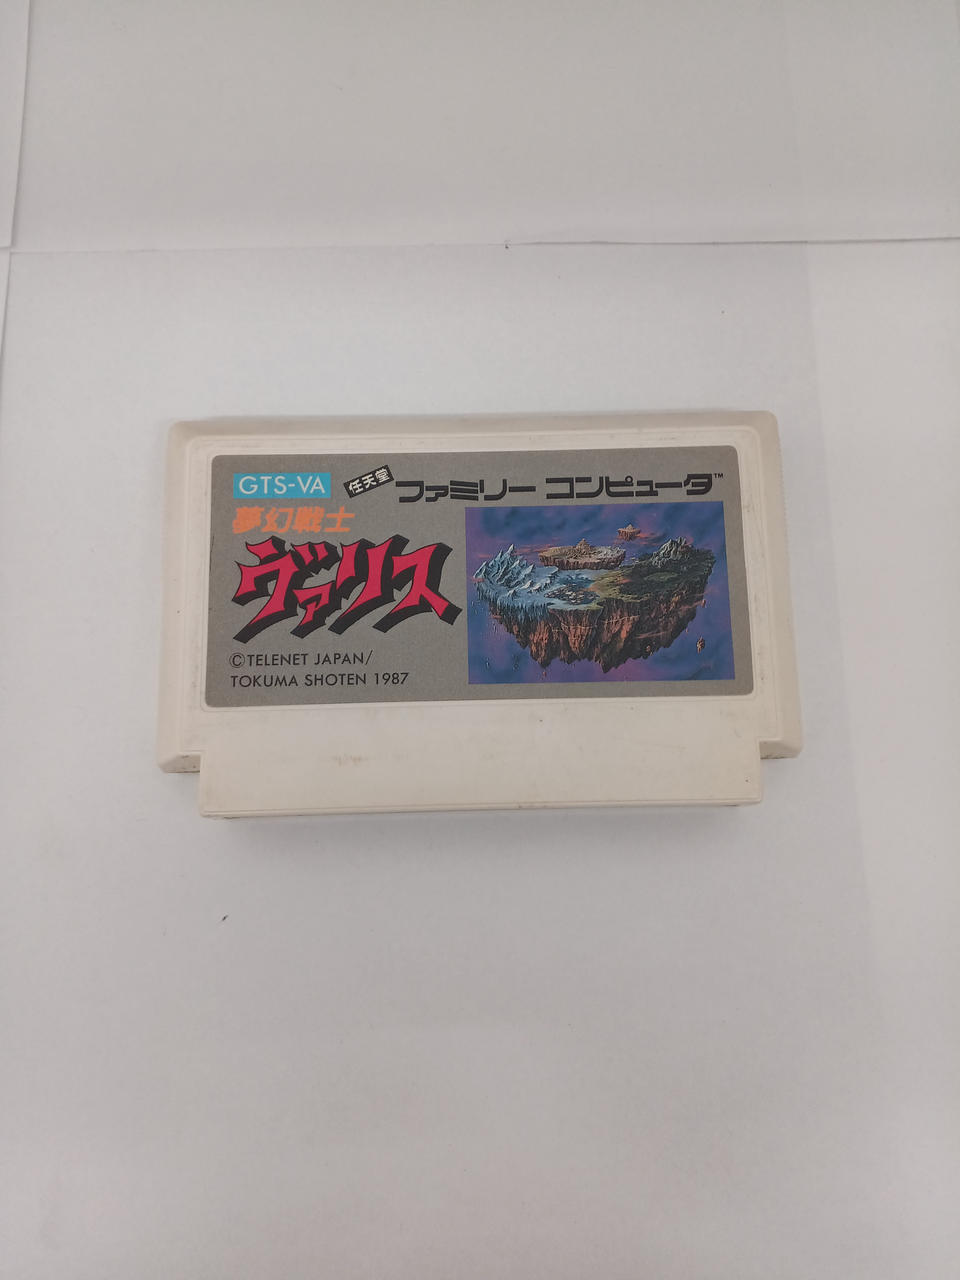 GTS-VA
任天堂 ファミリー コンピュータ™
夢幻戦士
ヴァリス
©TELENET JAPAN/
TOKUMA SHOTEN 1987